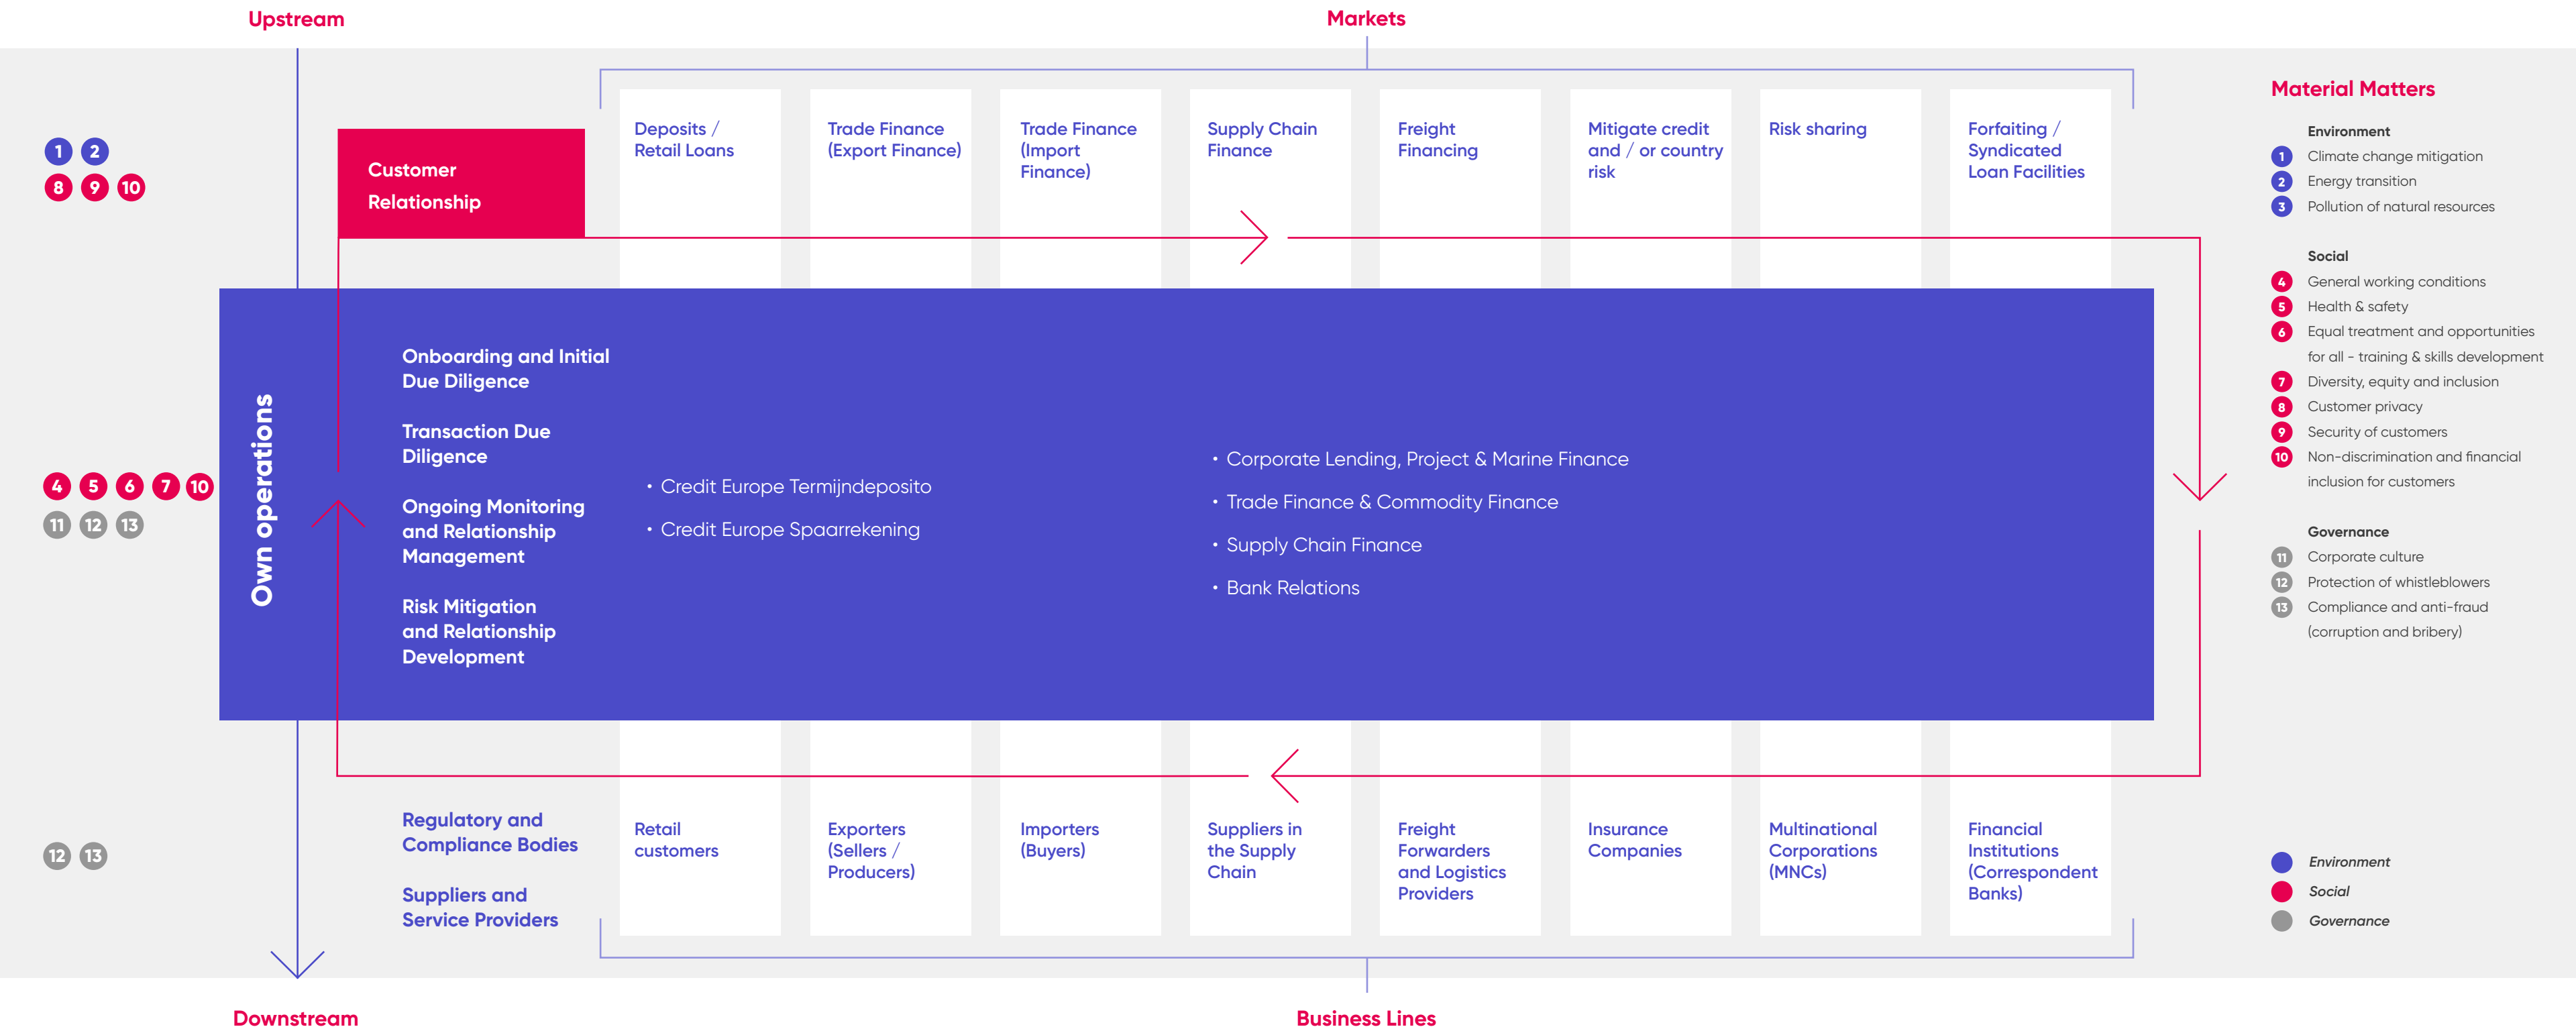 Upstream
Markets
1 2
8 9 10
Customer
Relationship
Deposits /
Retail Loans
Trade Finance
(Export Finance)
Trade Finance
(Import
Finance)
Supply Chain
Finance
Freight
Financing
Mitigate credit
and / or country
risk
Risk sharing
Forfaiting /
Syndicated
Loan Facilities
4 5 6 7 10
11 12 13
Own operations
Onboarding and Initial
Due Diligence
Transaction Due
Diligence
Ongoing Monitoring
and Relationship
Management
Risk Mitigation
and Relationship
Development
• Credit Europe Termijndeposito
• Credit Europe Spaarrekening
• Corporate Lending, Project & Marine Finance
• Trade Finance & Commodity Finance
• Supply Chain Finance
• Bank Relations
12 13
Regulatory and
Compliance Bodies
Suppliers and
Service Providers
Retail
customers
Exporters
(Sellers /
Producers)
Importers
(Buyers)
Suppliers in
the Supply
Chain
Freight
Forwarders
and Logistics
Providers
Insurance
Companies
Multinational
Corporations
(MNCs)
Financial
Institutions
(Correspondent
Banks)
Downstream
Business Lines
Material Matters
Environment
1 Climate change mitigation
2 Energy transition
3 Pollution of natural resources
Social
4 General working conditions
5 Health & safety
6 Equal treatment and opportunities
for all - training & skills development
7 Diversity, equity and inclusion
8 Customer privacy
9 Security of customers
10 Non-discrimination and financial
inclusion for customers
Governance
11 Corporate culture
12 Protection of whistleblowers
13 Compliance and anti-fraud
(corruption and bribery)
Environment
Social
Governance